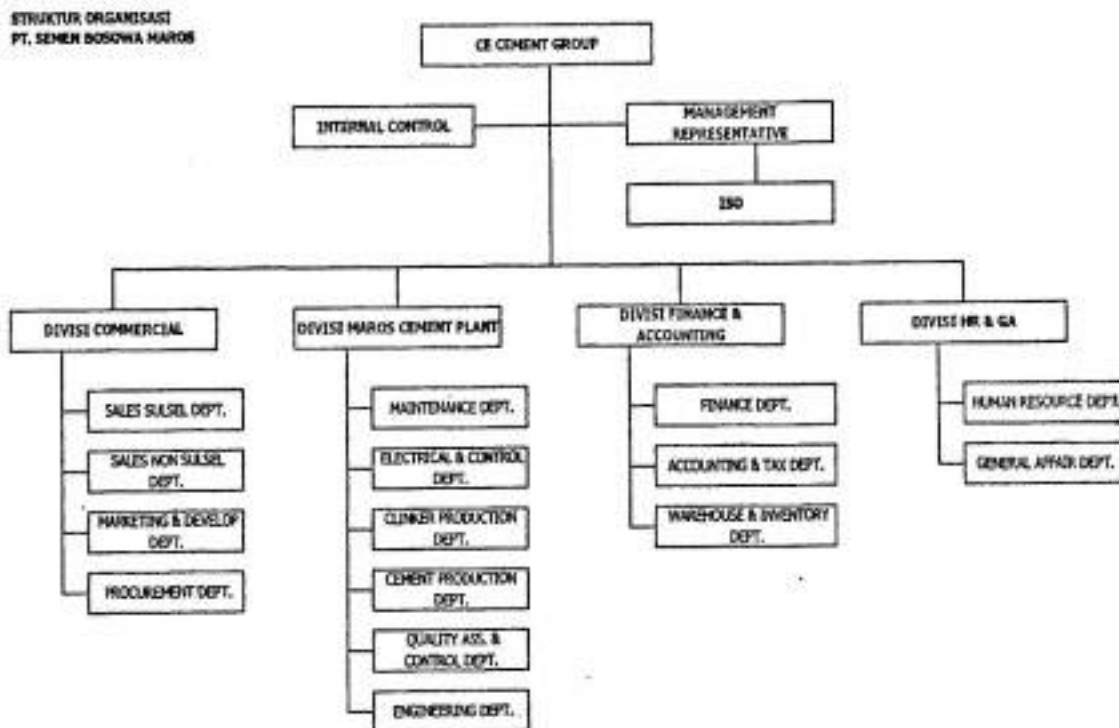 STRUKTUR ORGANISASI
PT. SEMEN BOSOWA MAROS
CE CEMENT GROUP
INTERNAL CONTROL
MANAGEMENT
REPRESENTATIVE
ISO
DIVISI COMMERCIAL
DIVISI MAROS CEMENT PLANT
DIVISI FINANCE &
ACCOUNTING
DIVISI HR & GA
SALES SULSEL DEPT.
SALES NON SULSEL
DEPT.
MARKETING & DEVELOP
DEPT.
PROCUREMENT DEPT.
MAINTENANCE DEPT.
ELECTRICAL & CONTROL
DEPT.
CLINKER PRODUCTION
DEPT.
CEMENT PRODUCTION
DEPT.
QUALITY ASS. &
CONTROL DEPT.
ENGINEERING DEPT.
FINANCE DEPT.
ACCOUNTING & TAX DEPT.
WAREHOUSE & INVENTORY
DEPT.
HUMAN RESOURCE DEPT.
GENERAL AFFAIR DEPT.